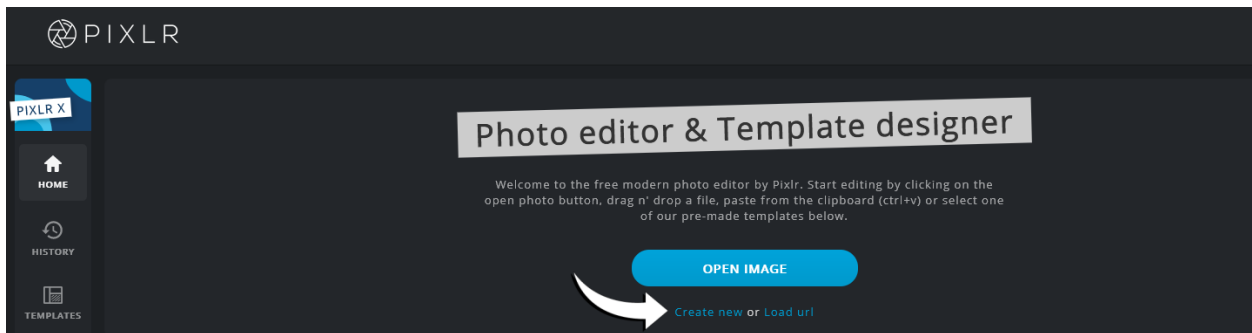 PIXLR
PIXLR X
HOME
HISTORY
TEMPLATES
Photo editor & Template designer
Welcome to the free modern photo editor by Pixlr. Start editing by clicking on the
open photo button, drag n' drop a file, paste from the clipboard (ctrl+v) or select one
of our pre-made templates below.
OPEN IMAGE
Create new or Load url